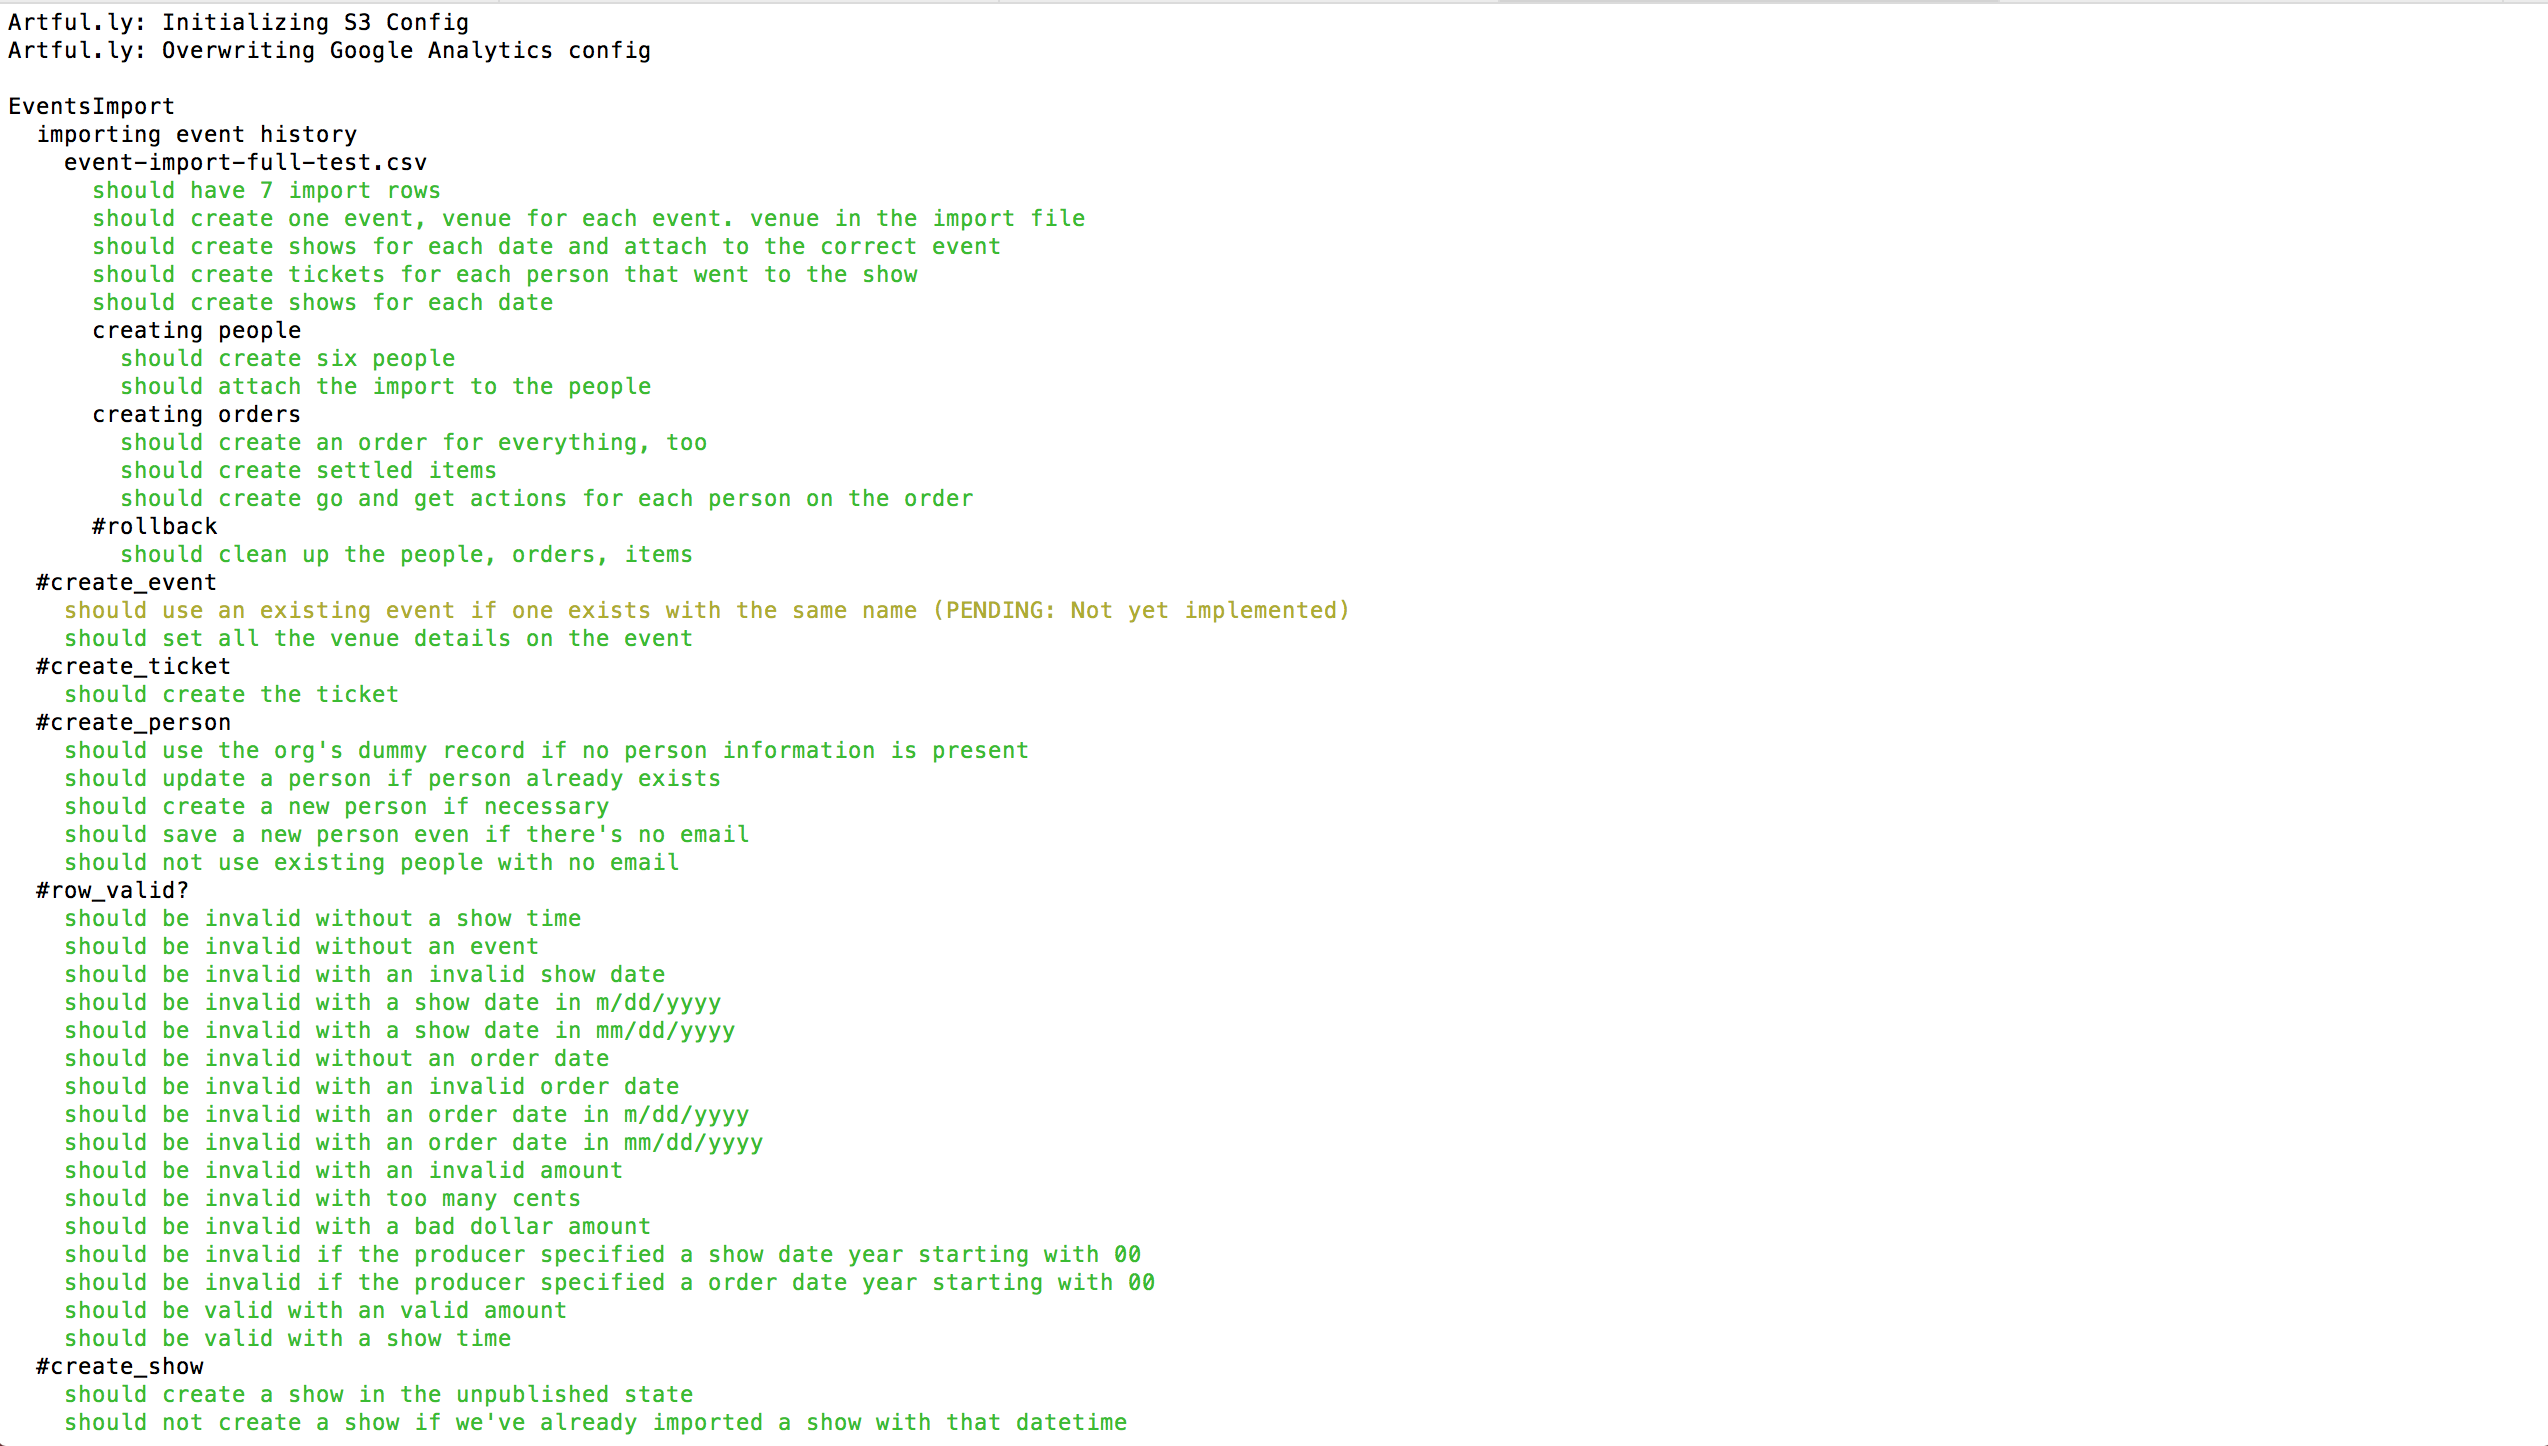 Artful.ly: Initializing S3 Config
Artful.ly: Overwriting Google Analytics config
EventsImport
importing event history
event-import-full-test.csv
should have 7 import rows
should create one event, venue for each event. venue in the import file
should create shows for each date and attach to the correct event
should create tickets for each person that went to the show
should create shows for each date
creating people
should create six people
should attach the import to the people
creating orders
should create an order for everything, too
should create settled items
should create go and get actions for each person on the order
#rollback
should clean up the people, orders, items
#create_event
should use an existing event if one exists with the same name (PENDING: Not yet implemented)
should set all the venue details on the event
#create_ticket
should create the ticket
#create_person
should use the org's dummy record if no person information is present
should update a person if person already exists
should create a new person if necessary
should save a new person even if there's no email
should not use existing people with no email
#row_valid?
should be invalid without a show time
should be invalid without an event
should be invalid with an invalid show date
should be invalid with a show date in m/dd/yyyy
should be invalid with a show date in mm/dd/yyyy
should be invalid without an order date
should be invalid with an invalid order date
should be invalid with an order date in m/dd/yyyy
should be invalid with an order date in mm/dd/yyyy
should be invalid with an invalid amount
should be invalid with too many cents
should be invalid with a bad dollar amount
should be invalid if the producer specified a show date year starting with 00
should be invalid if the producer specified a order date year starting with 00
should be valid with an valid amount
should be valid with a show time
#create_show
should create a show in the unpublished state
should not create a show if we've already imported a show with that datetime